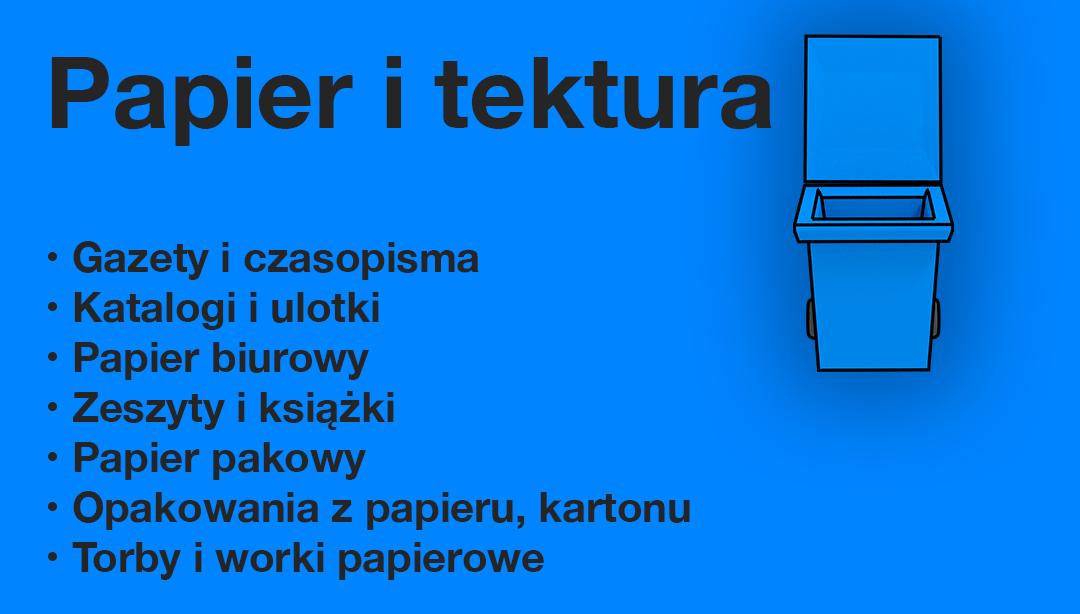 Papier i tektura
• Gazety i czasopisma
• Katalogi i ulotki
• Papier biurowy
• Zeszyty i książki
• Papier pakowy
• Opakowania z papieru, kartonu
• Torby i worki papierowe